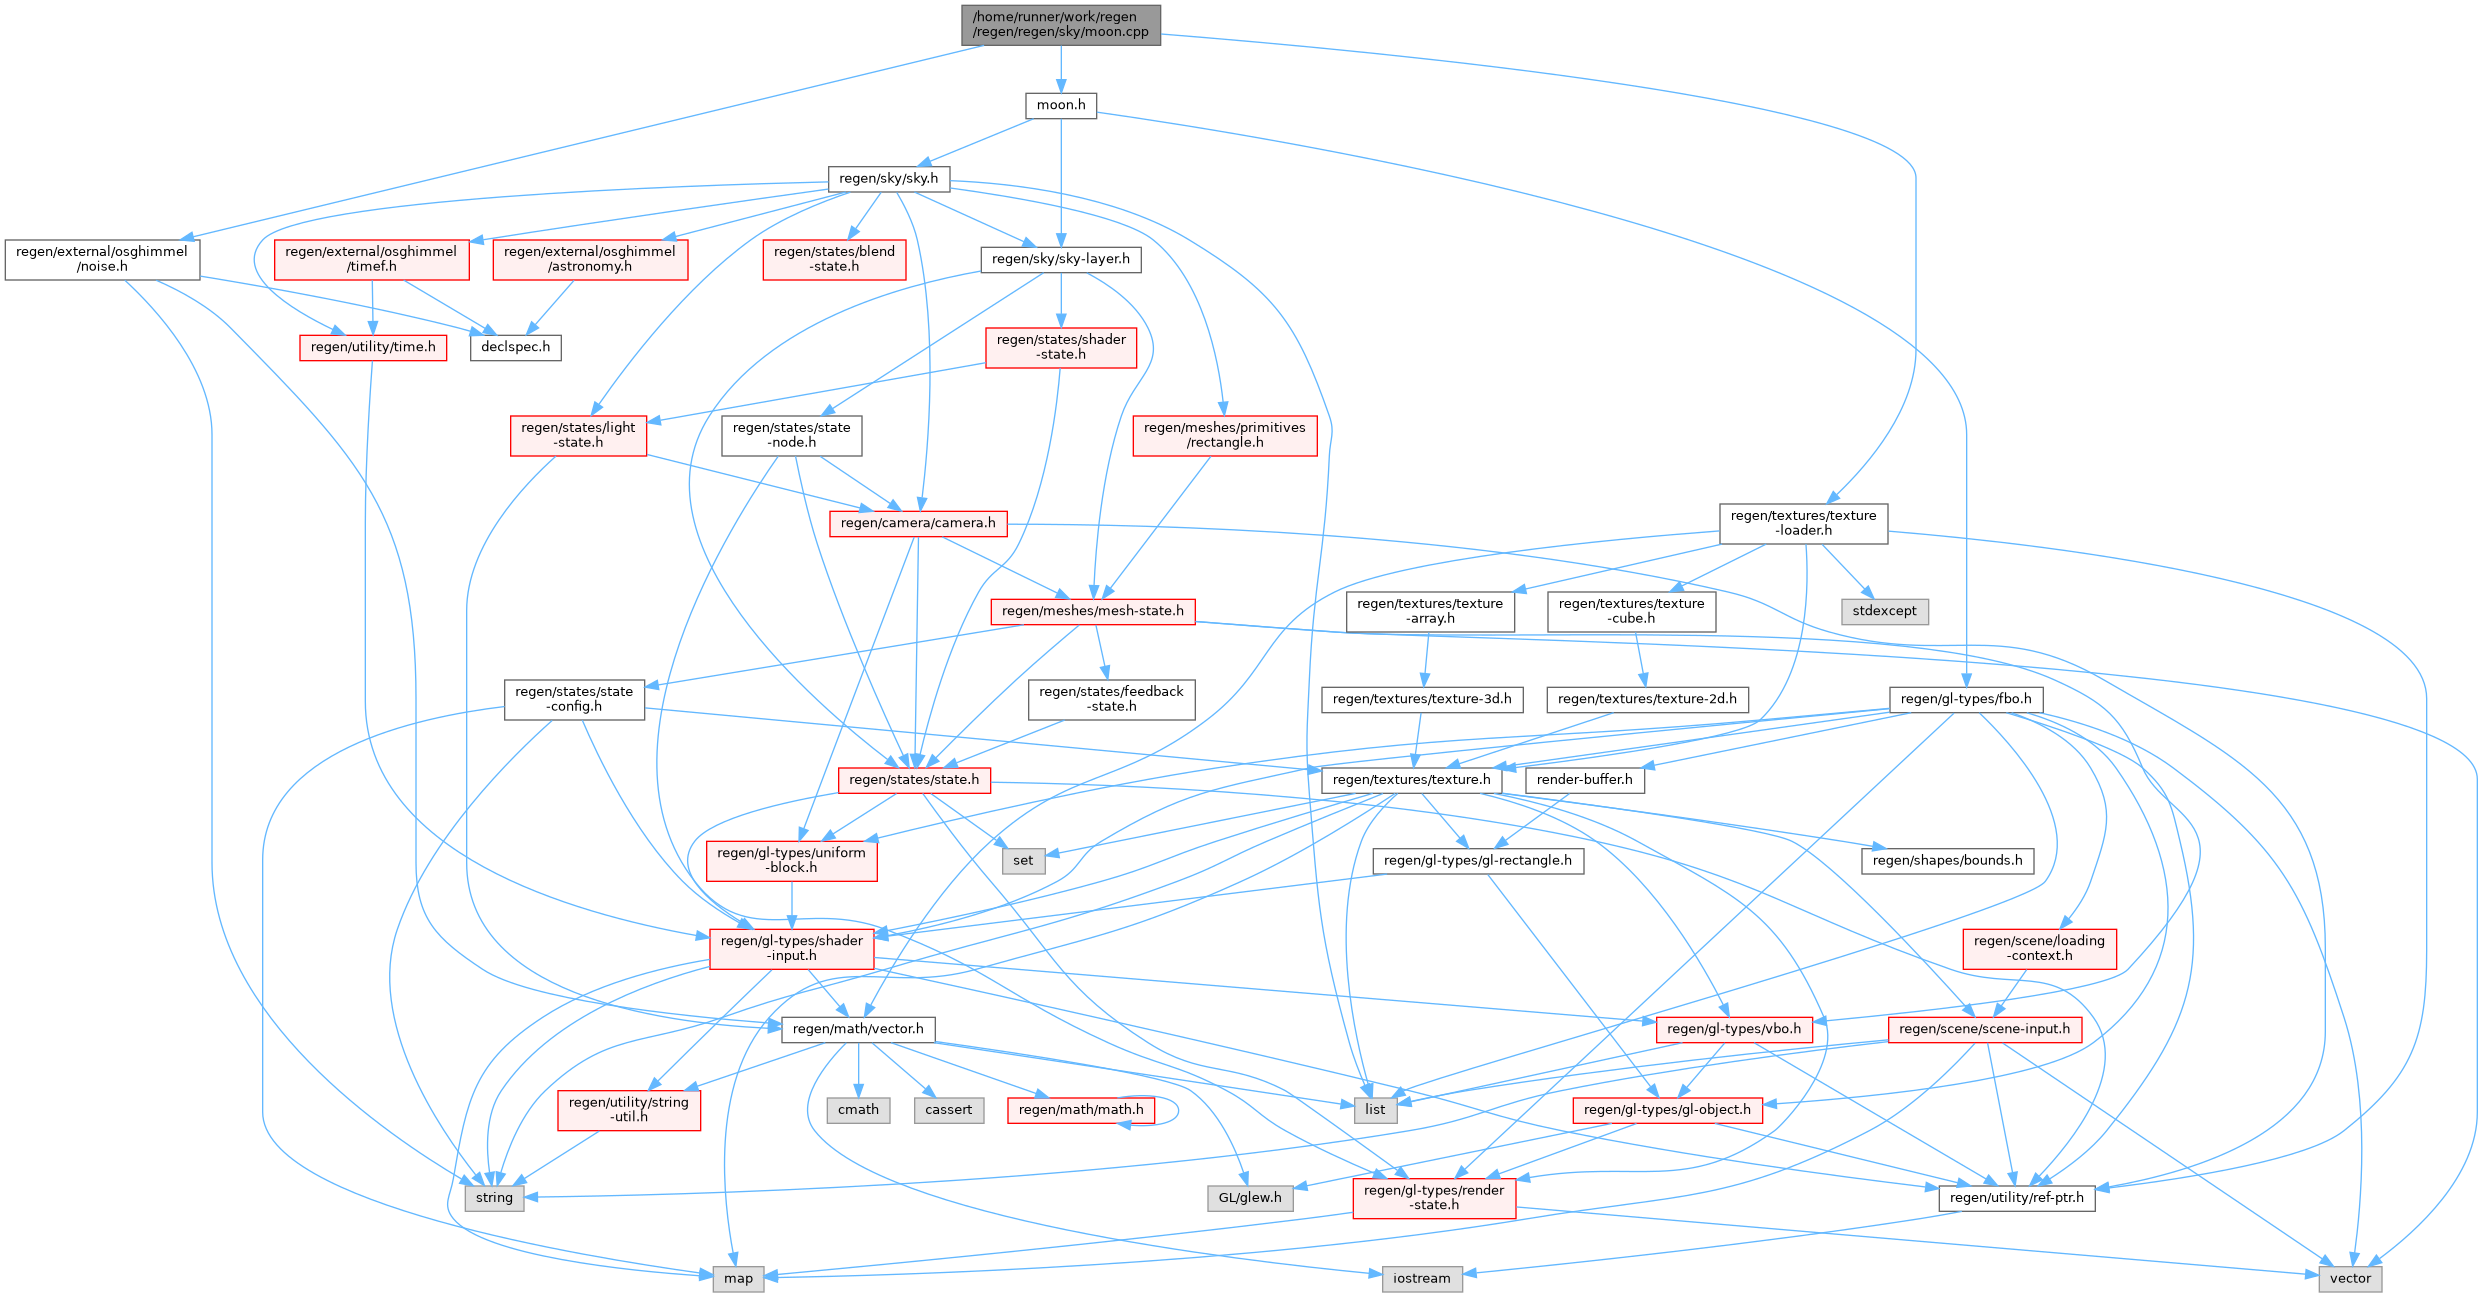 /home/runner/work/regen
/regen/regen/sky/moon.cpp
moon.h
regen/sky/sky.h
regen/external/osghimmel
/noise.h
regen/external/osghimmel
/timef.h
regen/external/osghimmel
/astronomy.h
regen/states/blend
-state.h
regen/sky/sky-layer.h
regen/utility/time.h
declspec.h
regen/states/shader
-state.h
regen/states/light
-state.h
regen/states/state
-node.h
regen/meshes/primitives
/rectangle.h
regen/camera/camera.h
regen/textures/texture
-loader.h
regen/meshes/mesh-state.h
regen/textures/texture
-array.h
regen/textures/texture
-cube.h
stdexcept
regen/states/state
-config.h
regen/states/feedback
-state.h
regen/textures/texture-3d.h
regen/textures/texture-2d.h
regen/gl-types/fbo.h
regen/states/state.h
regen/textures/texture.h
render-buffer.h
regen/gl-types/uniform
-block.h
set
regen/gl-types/gl-rectangle.h
regen/shapes/bounds.h
regen/gl-types/shader
-input.h
regen/scene/loading
-context.h
regen/math/vector.h
regen/gl-types/vbo.h
regen/scene/scene-input.h
regen/utility/string
-util.h
cmath
cassert
regen/math/math.h
list
regen/gl-types/gl-object.h
string
GL/glew.h
regen/gl-types/render
-state.h
regen/utility/ref-ptr.h
map
iostream
vector